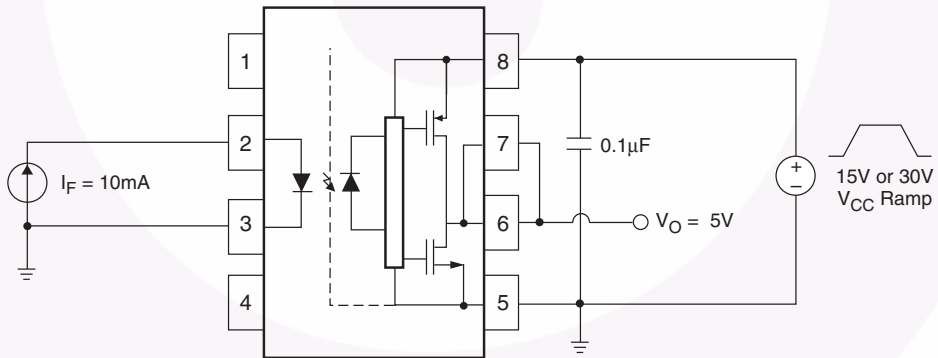 1
8
2
7
0.1μF
+
–
15V or 30V
V_CC Ramp
I_F = 10mA
3
6
V_O = 5V
4
5